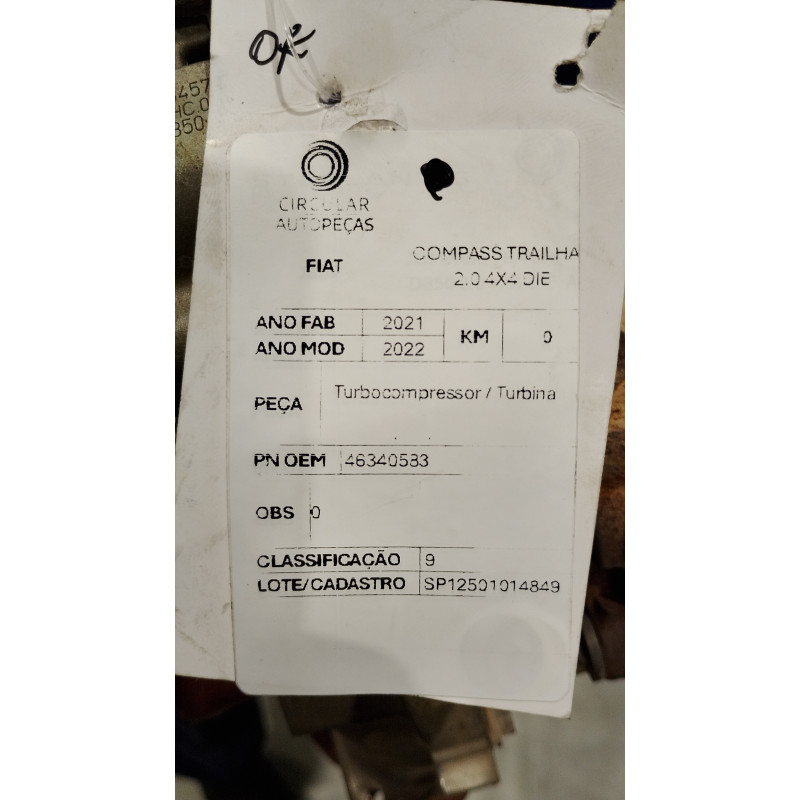 CIRCULAR
AUTOPEÇAS
FIAT
COMPASS TRAILHA
2.0 4X4 DIE
ANO FAB 2021
ANO MOD 2022
KM 0
PEÇA Turbocompressor / Turbina
PN OEM 46340583
OBS 0
CLASSIFICAÇÃO 9
LOTE/CADASTRO SP12501014849